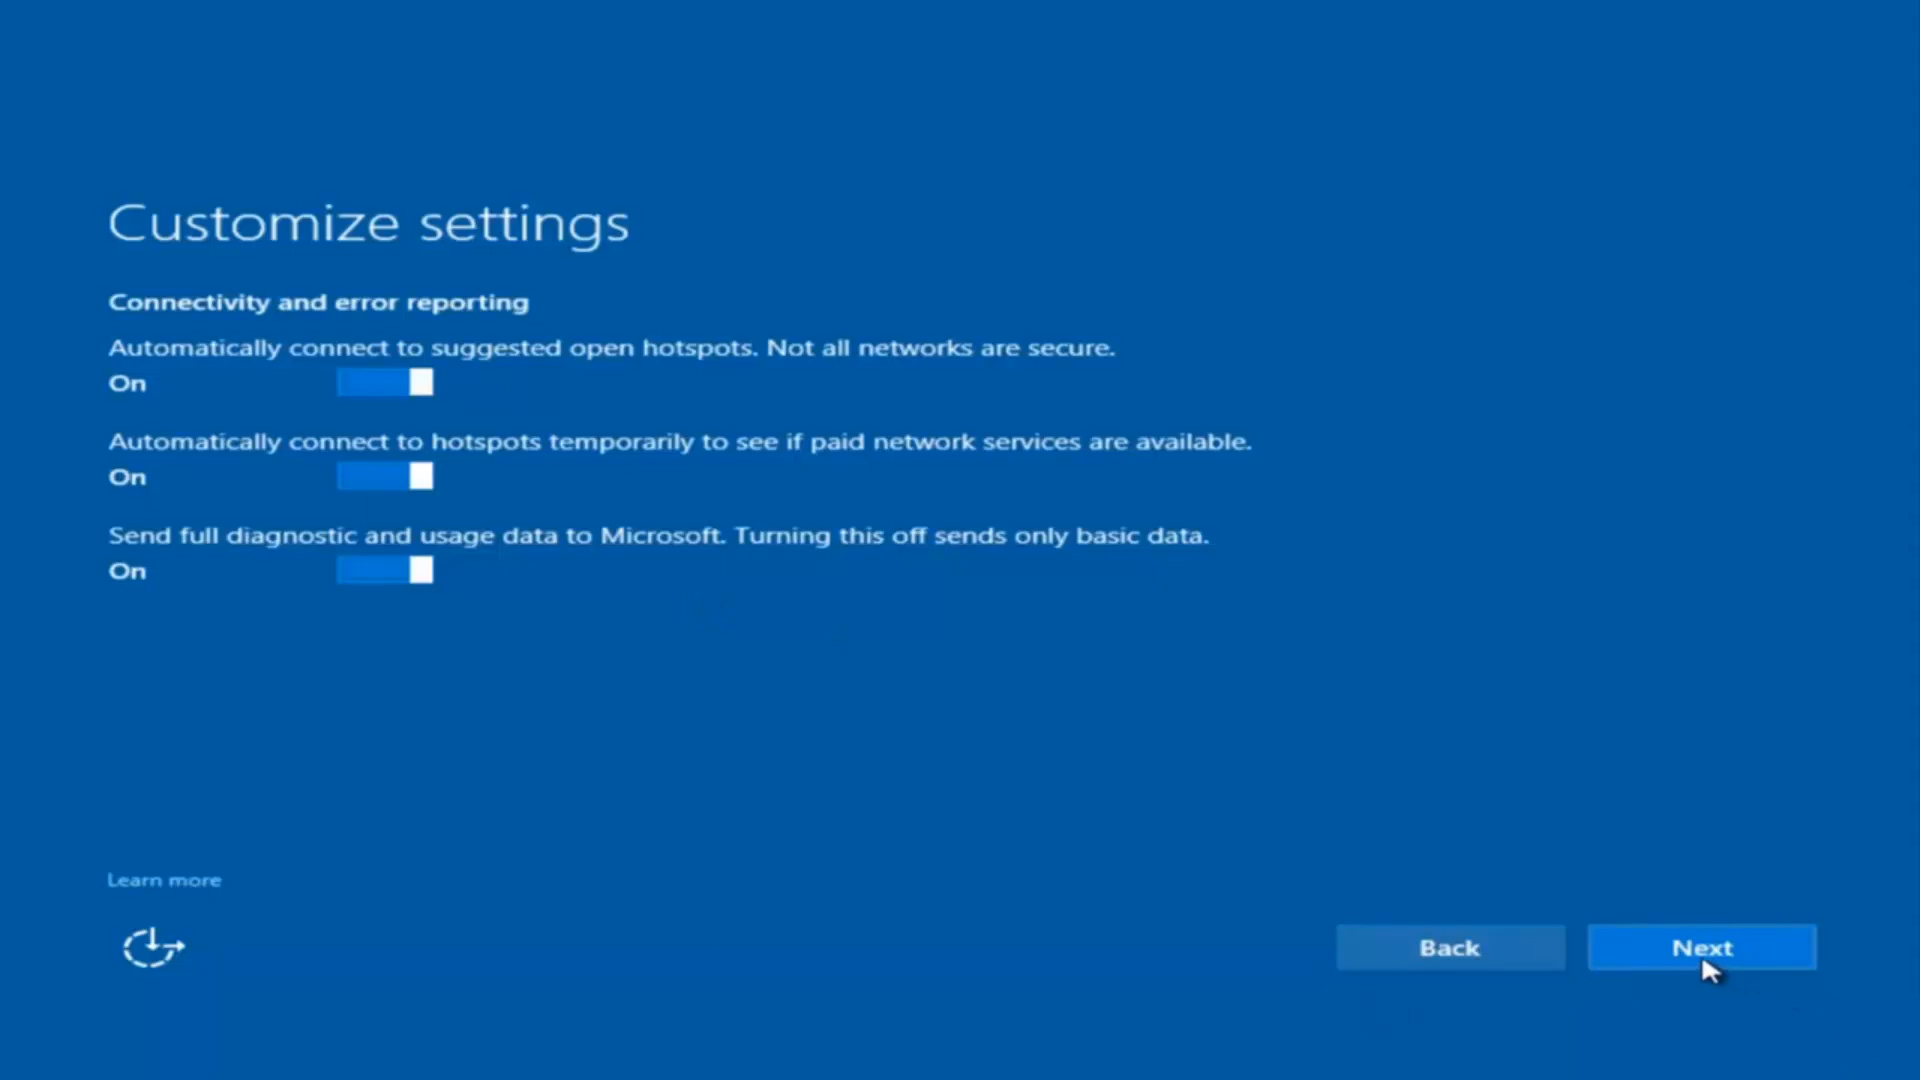 Customize settings
Connectivity and error reporting
Automatically connect to suggested open hotspots. Not all networks are secure.
On
Automatically connect to hotspots temporarily to see if paid network services are available.
On
Send full diagnostic and usage data to Microsoft. Turning this off sends only basic data.
On
Learn more
Back
Next